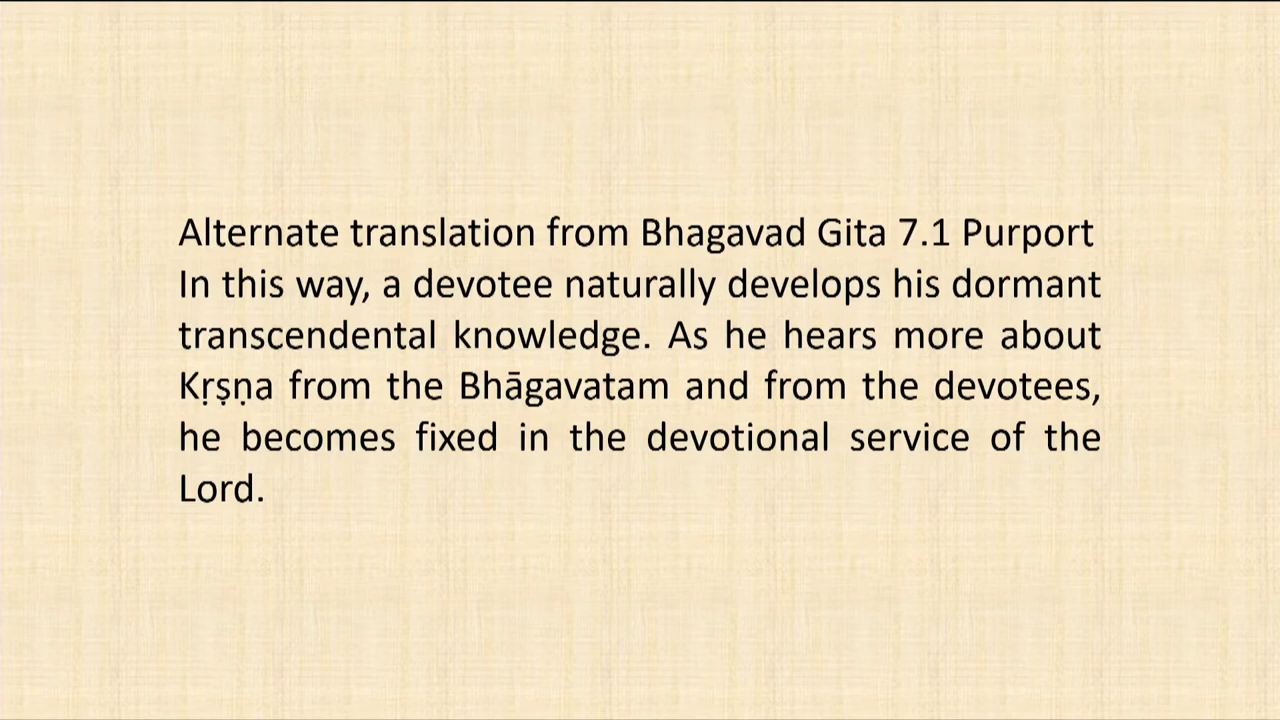 Alternate translation from Bhagavad Gita 7.1 Purport
In this way, a devotee naturally develops his dormant
transcendental knowledge. As he hears more about
Kṛṣṇa from the Bhāgavatam and from the devotees,
he becomes fixed in the devotional service of the
Lord.